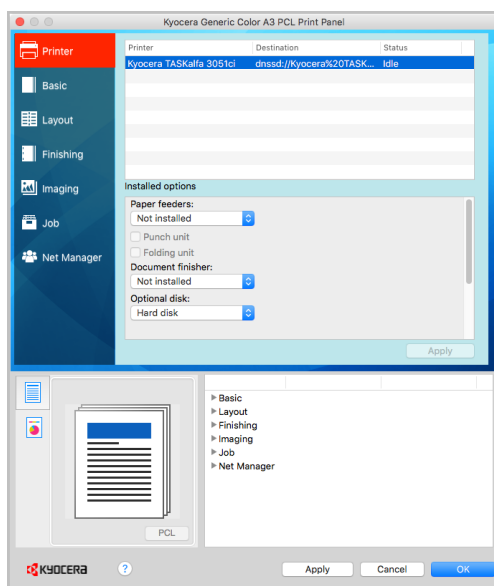 Kyocera Generic Color A3 PCL Print Panel
Printer
Basic
Layout
Finishing
Imaging
Job
Net Manager
Printer Destination Status
Kyocera TASKalfa 3051ci dnssd://Kyocera%20TASK... Idle
Installed options
Paper feeders:
Not installed
Punch unit
Folding unit
Document finisher:
Not installed
Optional disk:
Hard disk
Apply
Basic
Layout
Finishing
Imaging
Job
Net Manager
PCL
KYOCERA
?
Apply Cancel OK